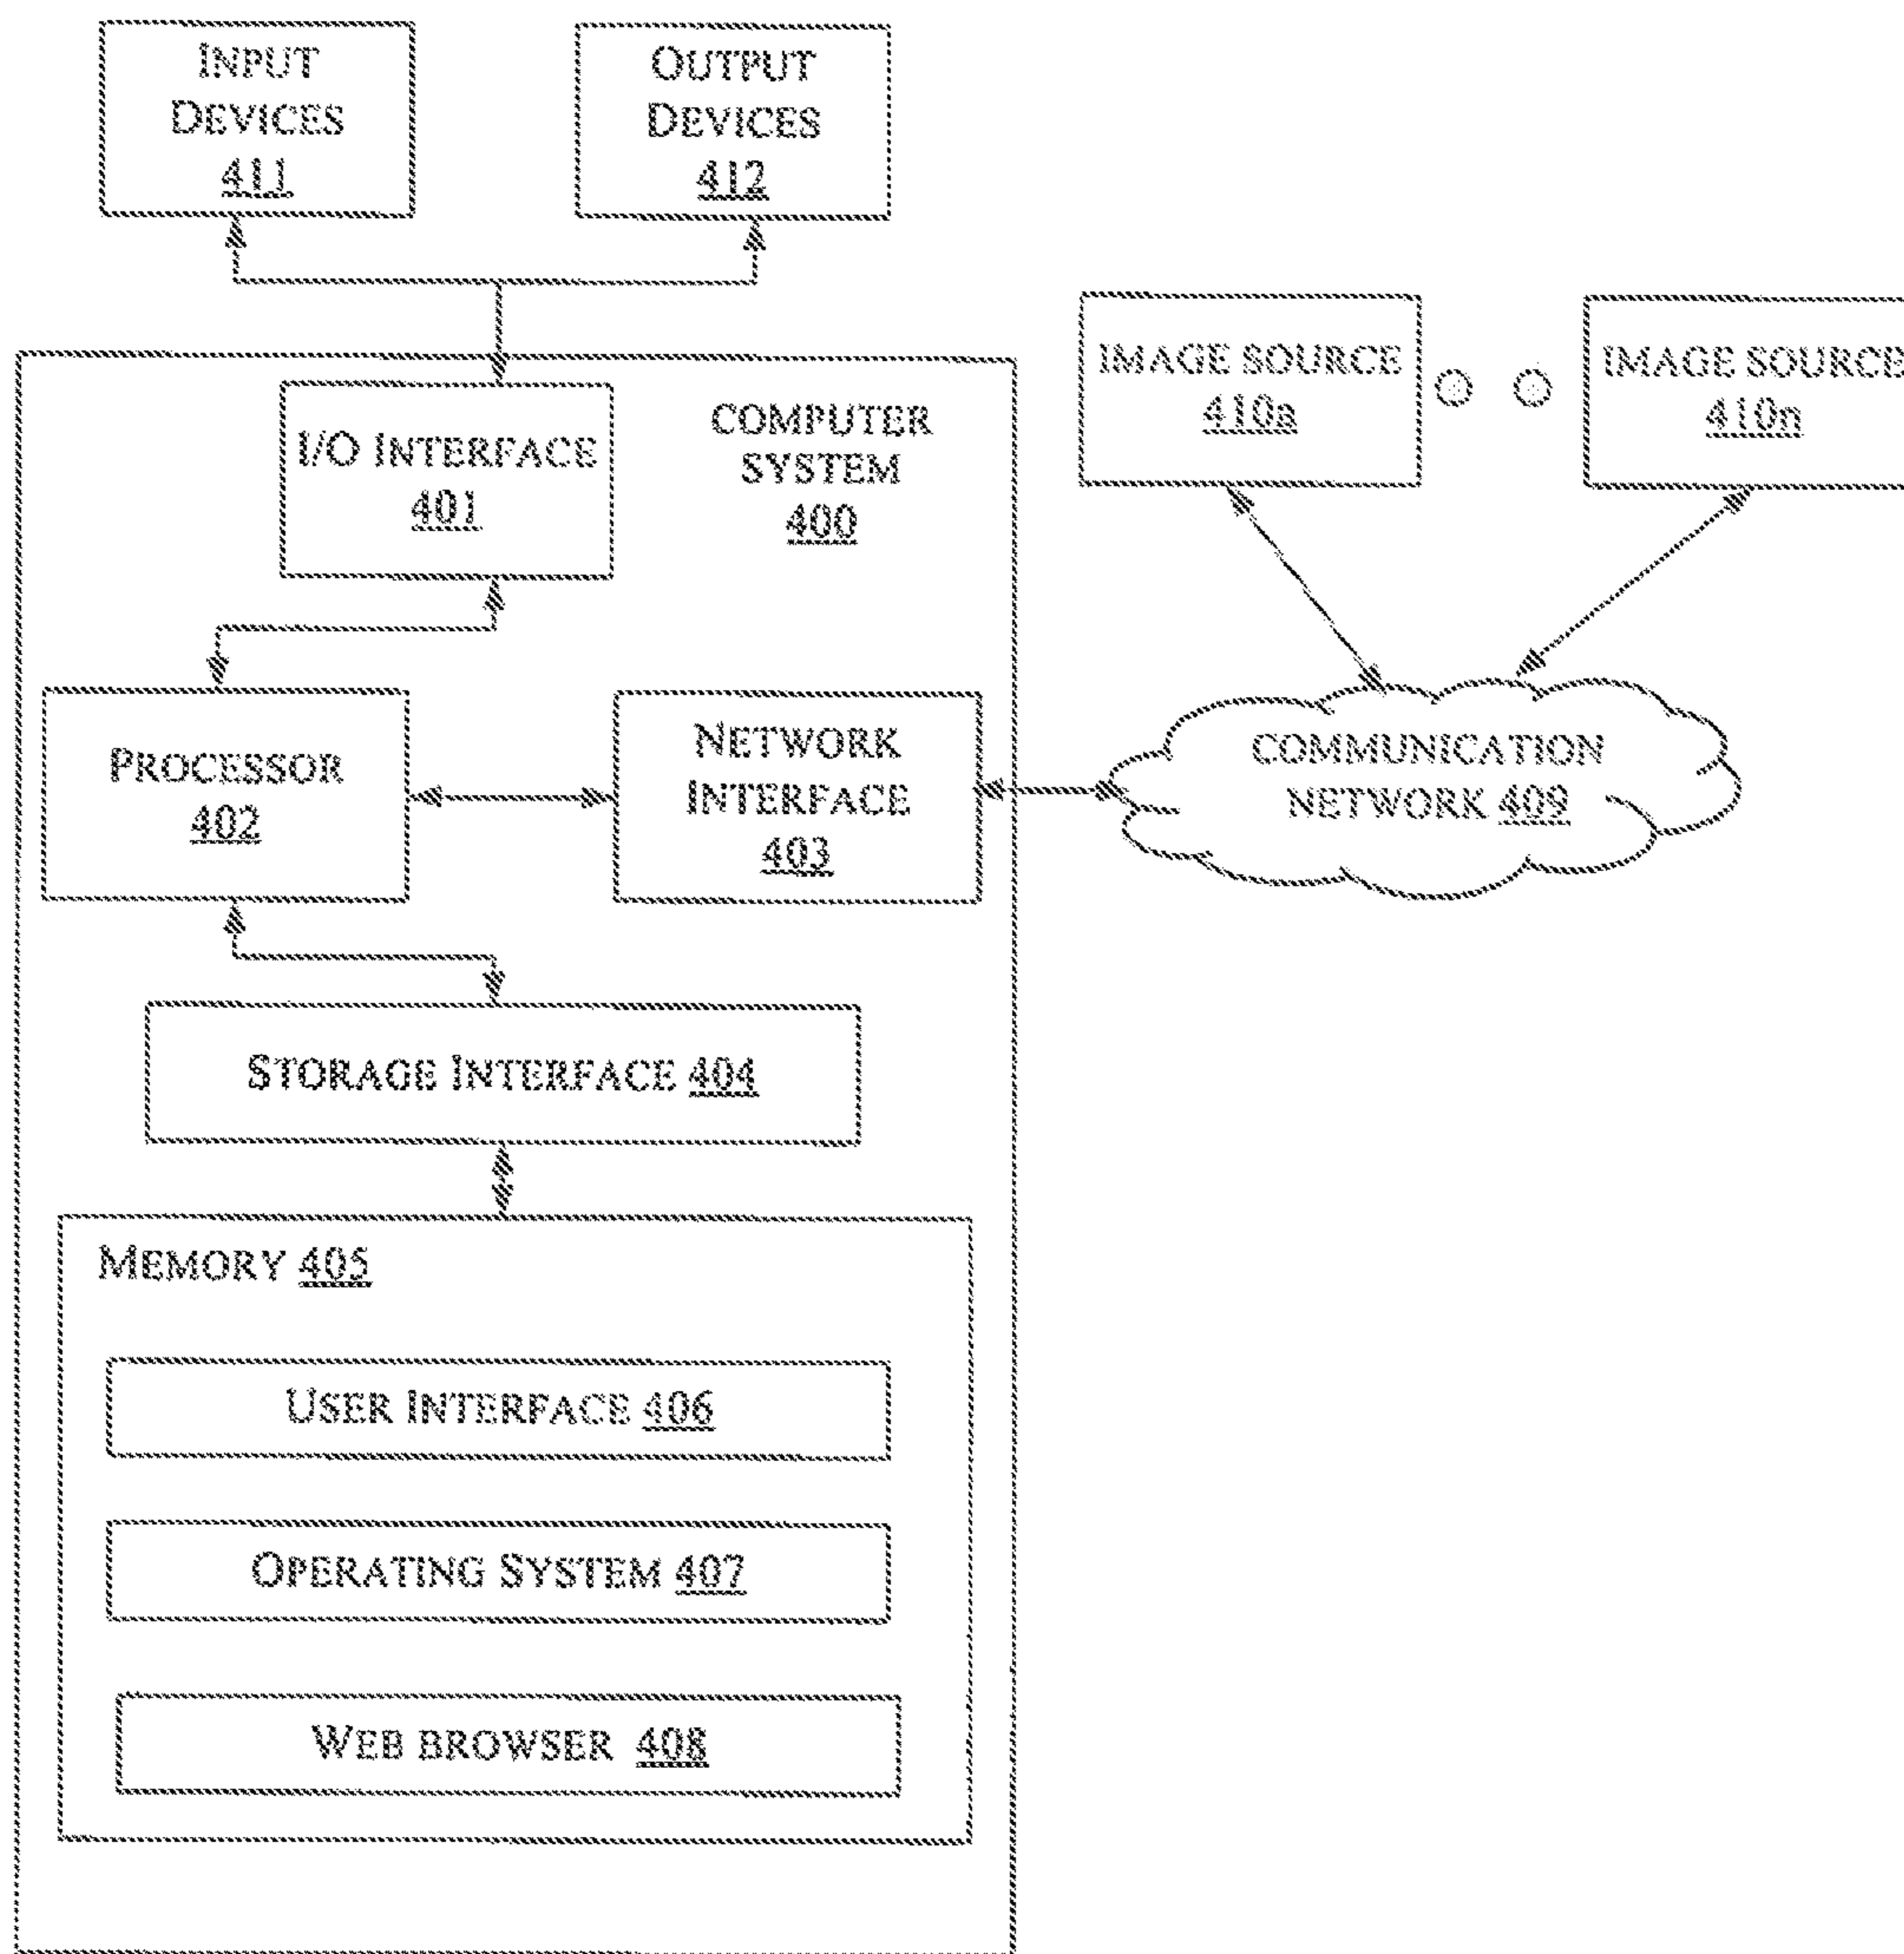 INPUT
DEVICES
411
OUTPUT
DEVICES
412
I/O INTERFACE
401
COMPUTER
SYSTEM
400
IMAGE SOURCE
410a
IMAGE SOURCE
410n
PROCESSOR
402
NETWORK
INTERFACE
403
COMMUNICATION
NETWORK 409
STORAGE INTERFACE 404
MEMORY 405
USER INTERFACE 406
OPERATING SYSTEM 407
WEB BROWSER 408